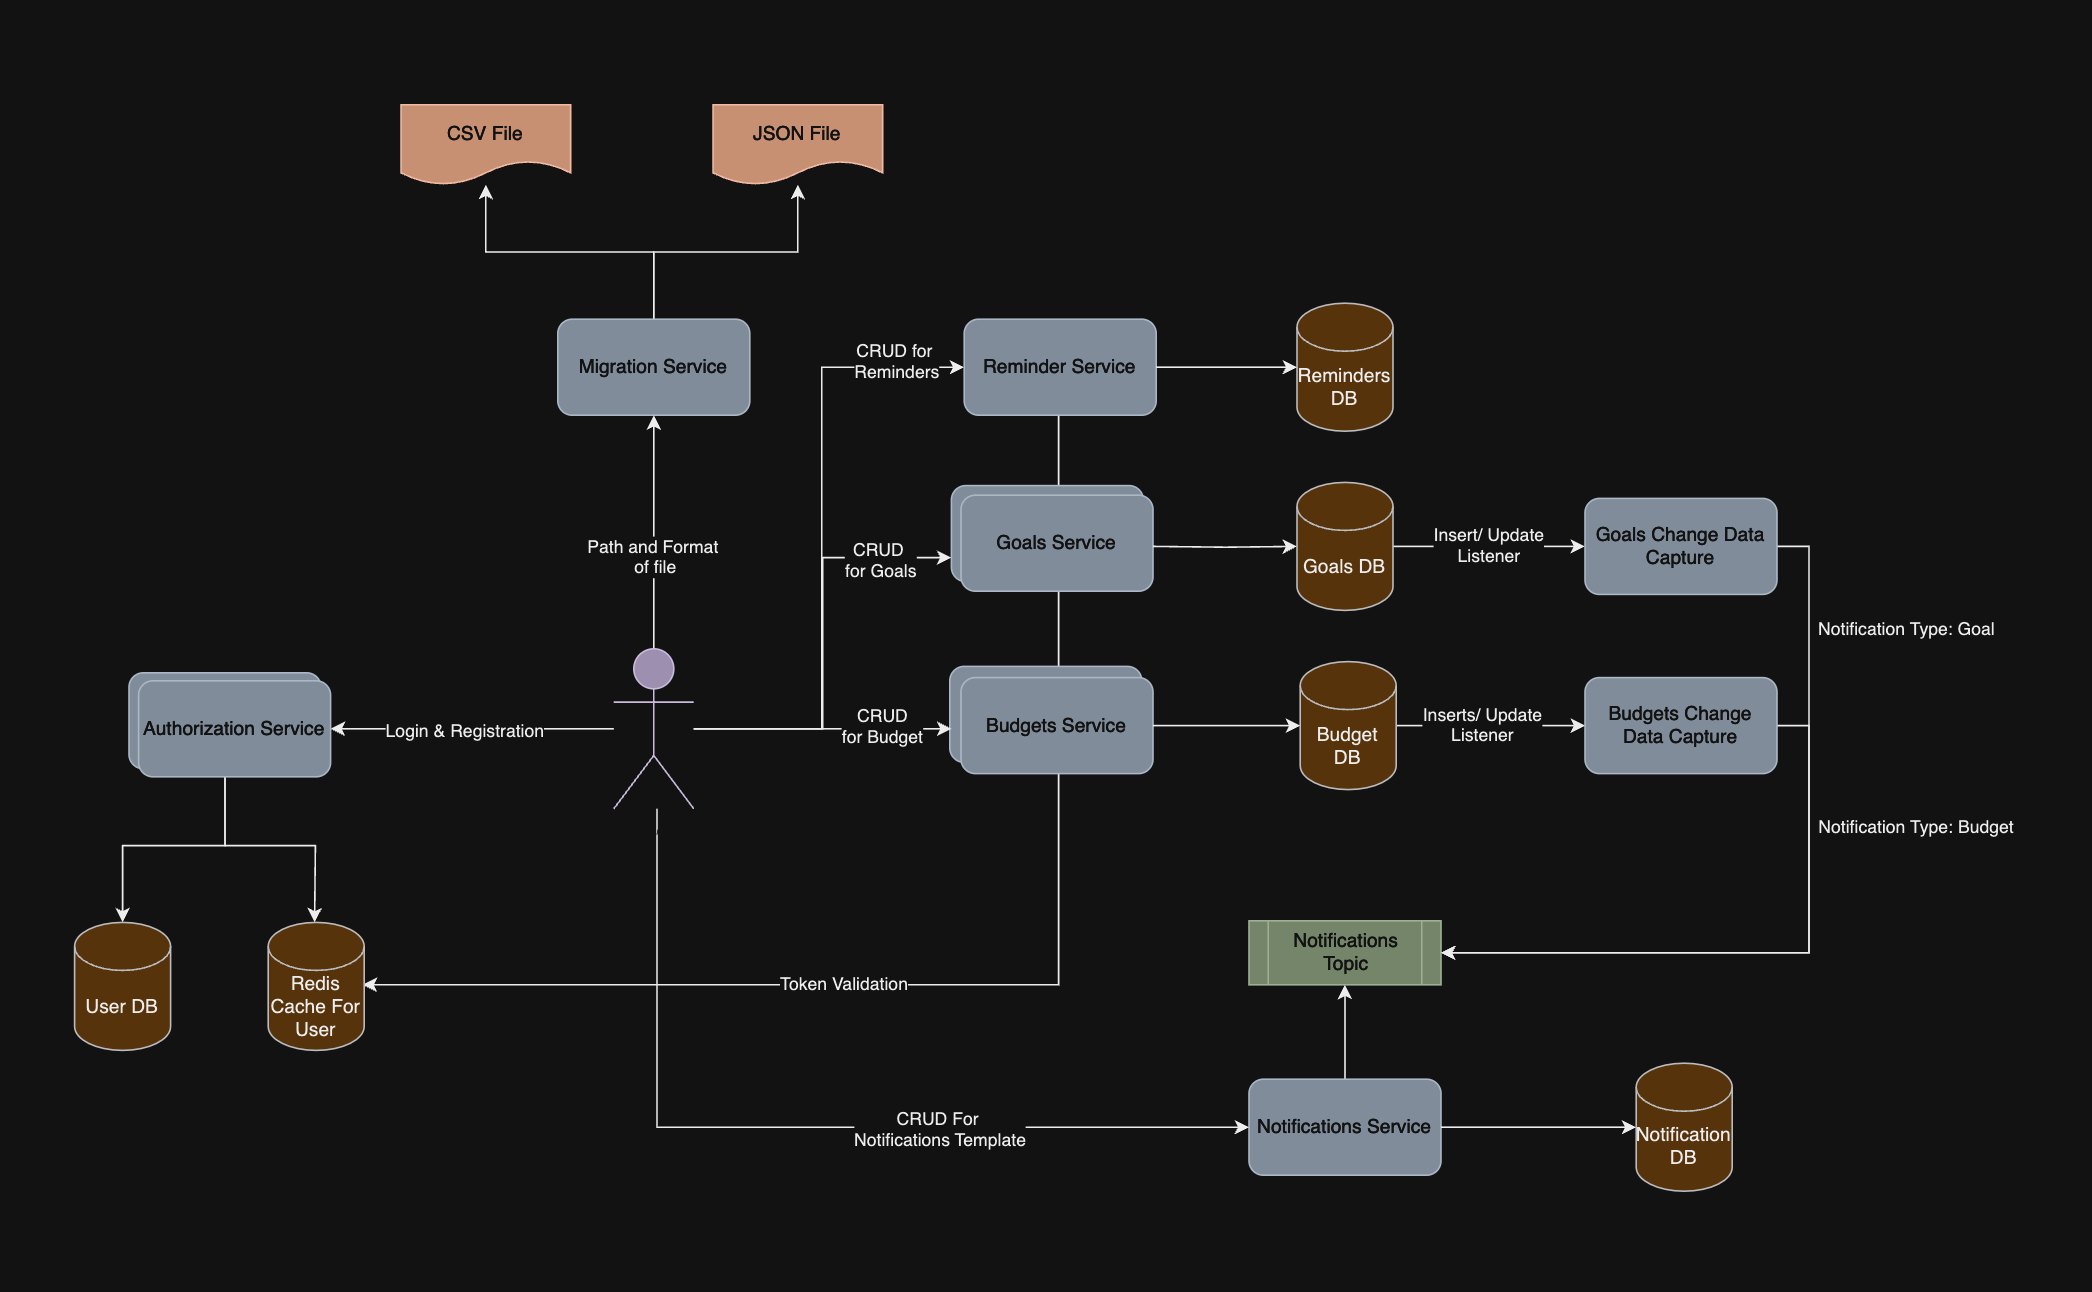 CSV File
JSON File
Migration Service
CRUD for
Reminders
Reminder Service
Reminders
DB
Path and Format
of file
CRUD
for Goals
Goals Service
Goals DB
Insert/ Update
Listener
Goals Change Data
Capture
Notification Type: Goal
Authorization Service
Login & Registration
CRUD
for Budget
Budgets Service
Budget
DB
Inserts/ Update
Listener
Budgets Change
Data Capture
Notification Type: Budget
User DB
Redis
Cache For
User
Token Validation
Notifications
Topic
CRUD For
Notifications Template
Notifications Service
Notification
DB